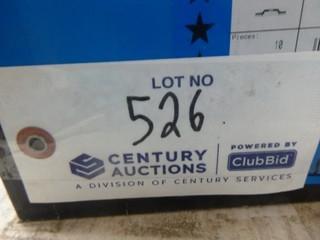 Pieces:
10
LOT NO
526
CENTURY AUCTIONS
POWERED BY
ClubBid
A DIVISION OF CENTURY SERVICES